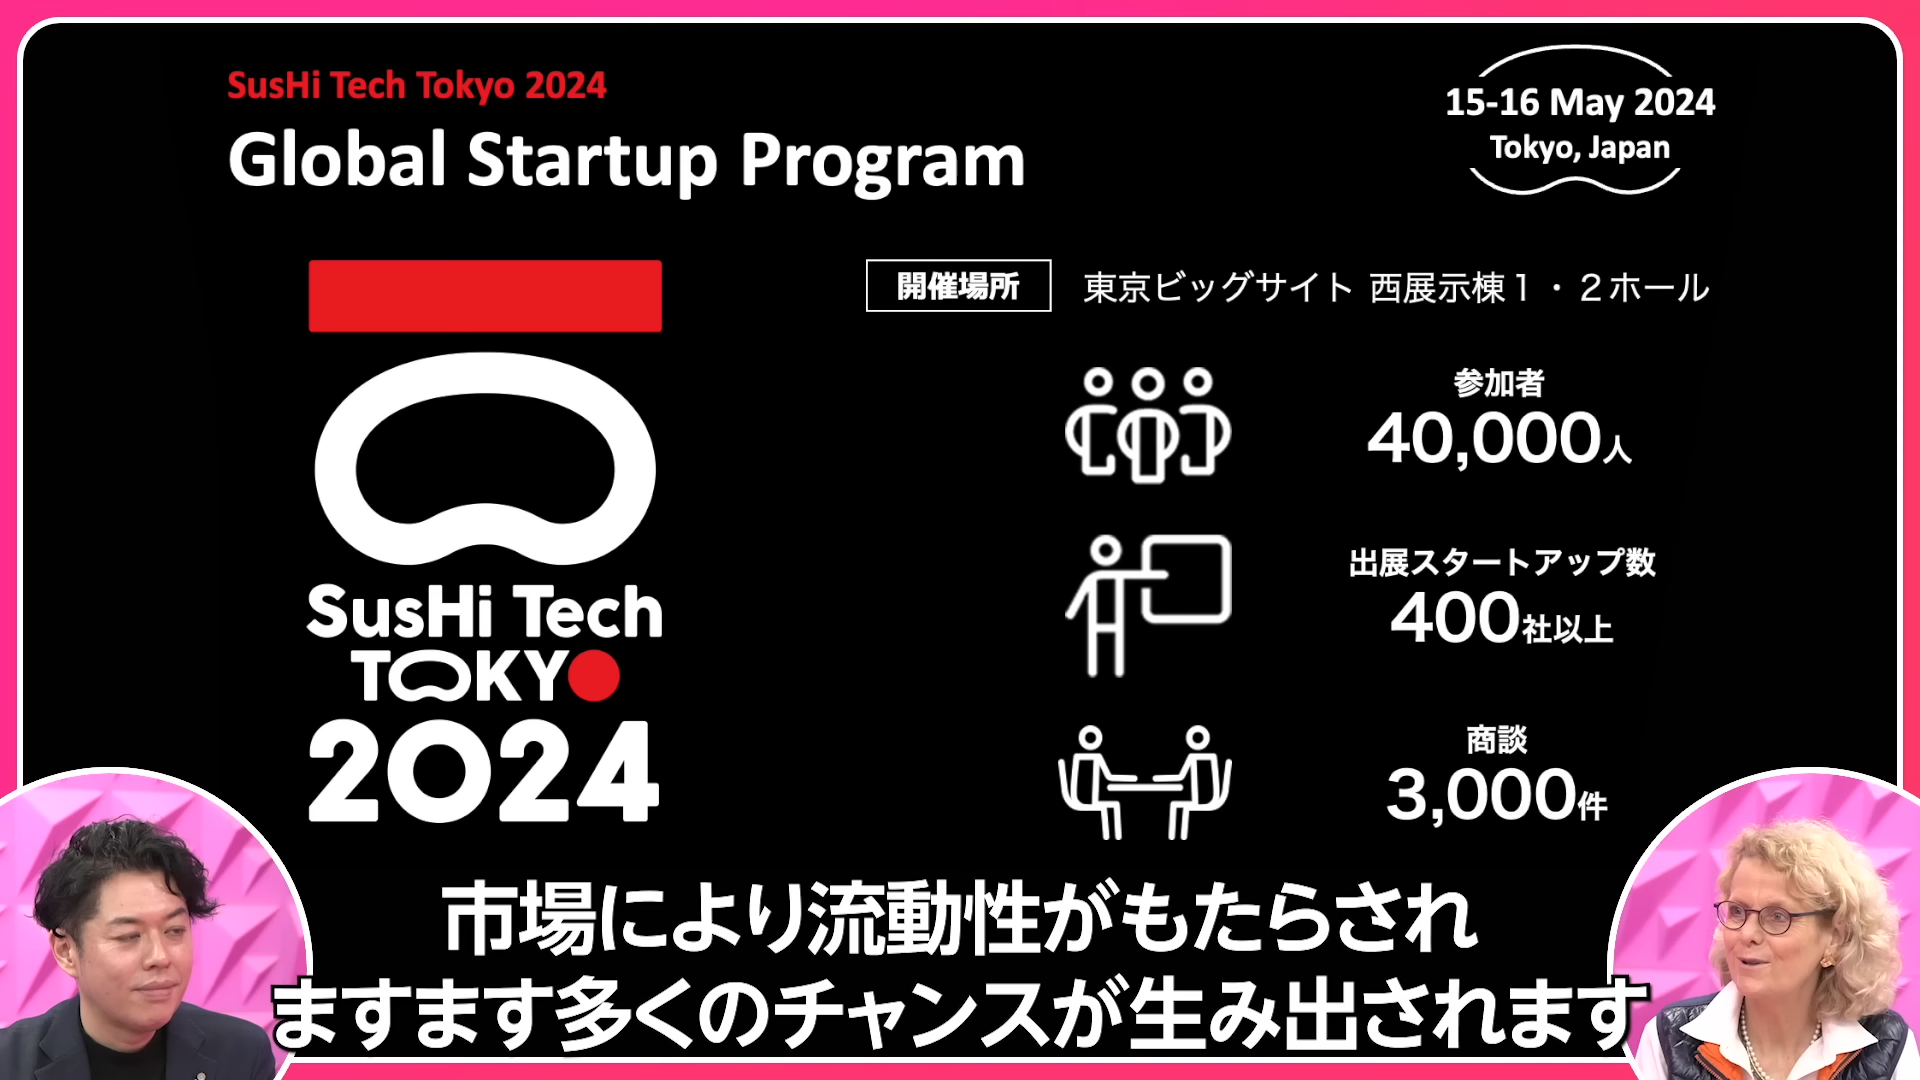 SusHi Tech Tokyo 2024
Global Startup Program
15-16 May 2024
Tokyo, Japan
SusHi Tech
TOKYO
2024
開催場所
東京ビッグサイト 西展示棟1・2ホール
参加者
40,000人
出展スタートアップ数
400社以上
商談
3,000件
市場により流動性がもたらされ
ますます多くのチャンスが生み出されます